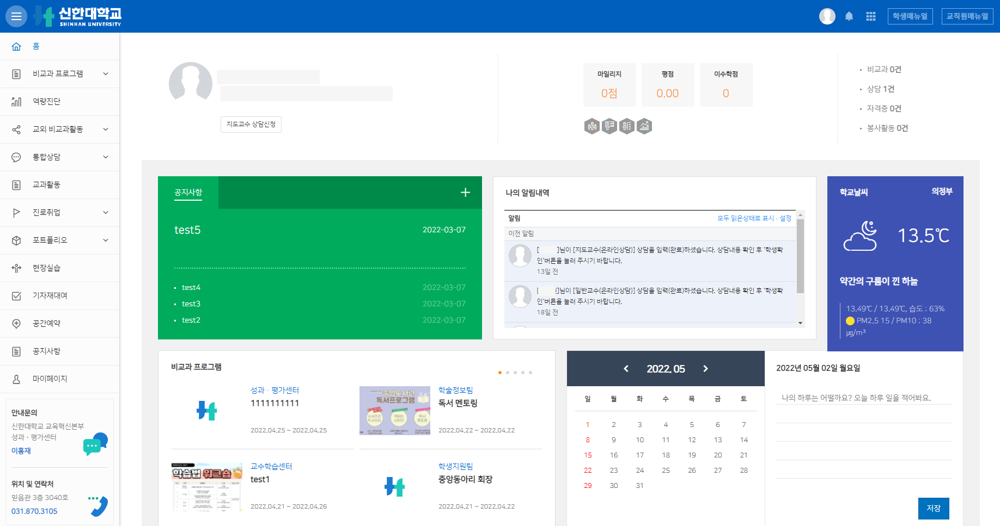 신한대학교
SHINHAN UNIVERSITY
학생매뉴얼
교직원매뉴얼
홈
비교과 프로그램
역량진단
교외 비교과활동
통합상담
교과활동
진로취업
포트폴리오
현장실습
기자재대여
공간예약
공지사항
마이페이지
안내문의
신한대학교 교육혁신본부
성과 · 평가센터
이홍재
위치 및 연락처
믿음관 3층 3040호
031.870.3105
지도교수 상담신청
마일리지
0점
평점
0.00
이수학점
0
비교과 0건
상담 1건
자격증 0건
봉사활동 0건
공지사항
test5 2022-03-07
test4 2022-03-07
test3 2022-03-07
test2 2022-03-07
나의 알림내역
알림 모두 읽은상태로 표시 · 설정
이전 알림
[ ]님이 [지도교수(온라인상담)] 상담을 입력(완료)하셨습니다. 상담내용 확인 후 '학생확
인'버튼을 눌러 주시기 바랍니다.
13일 전
[ ]님이 [일반교수(온라인상담)] 상담을 입력(완료)하셨습니다. 상담내용 확인 후 '학생확
인'버튼을 눌러 주시기 바랍니다.
18일 전
학교날씨 의정부
13.5℃
약간의 구름이 낀 하늘
13.49℃ / 13.49℃, 습도 : 63%
PM2.5 15 / PM10 : 38
㎍/m³
비교과 프로그램
성과 · 평가센터
1111111111
2022.04.25 ~ 2022.04.25
중앙도서관
독서프로그램
학술정보팀
독서 멘토링
2022.04.22 ~ 2022.04.22
학습법 워크숍
교수학습센터
test1
2022.04.21 ~ 2022.04.26
학생지원팀
중앙동아리 회장
2022.04.21 ~ 2022.04.22
2022.05
일 월 화 수 목 금 토
1 2 3 4 5 6 7
8 9 10 11 12 13 14
15 16 17 18 19 20 21
22 23 24 25 26 27 28
29 30 31
2022년 05월 02일 월요일
나의 하루는 어떨까요? 오늘 하루 일을 적어봐요.
저장